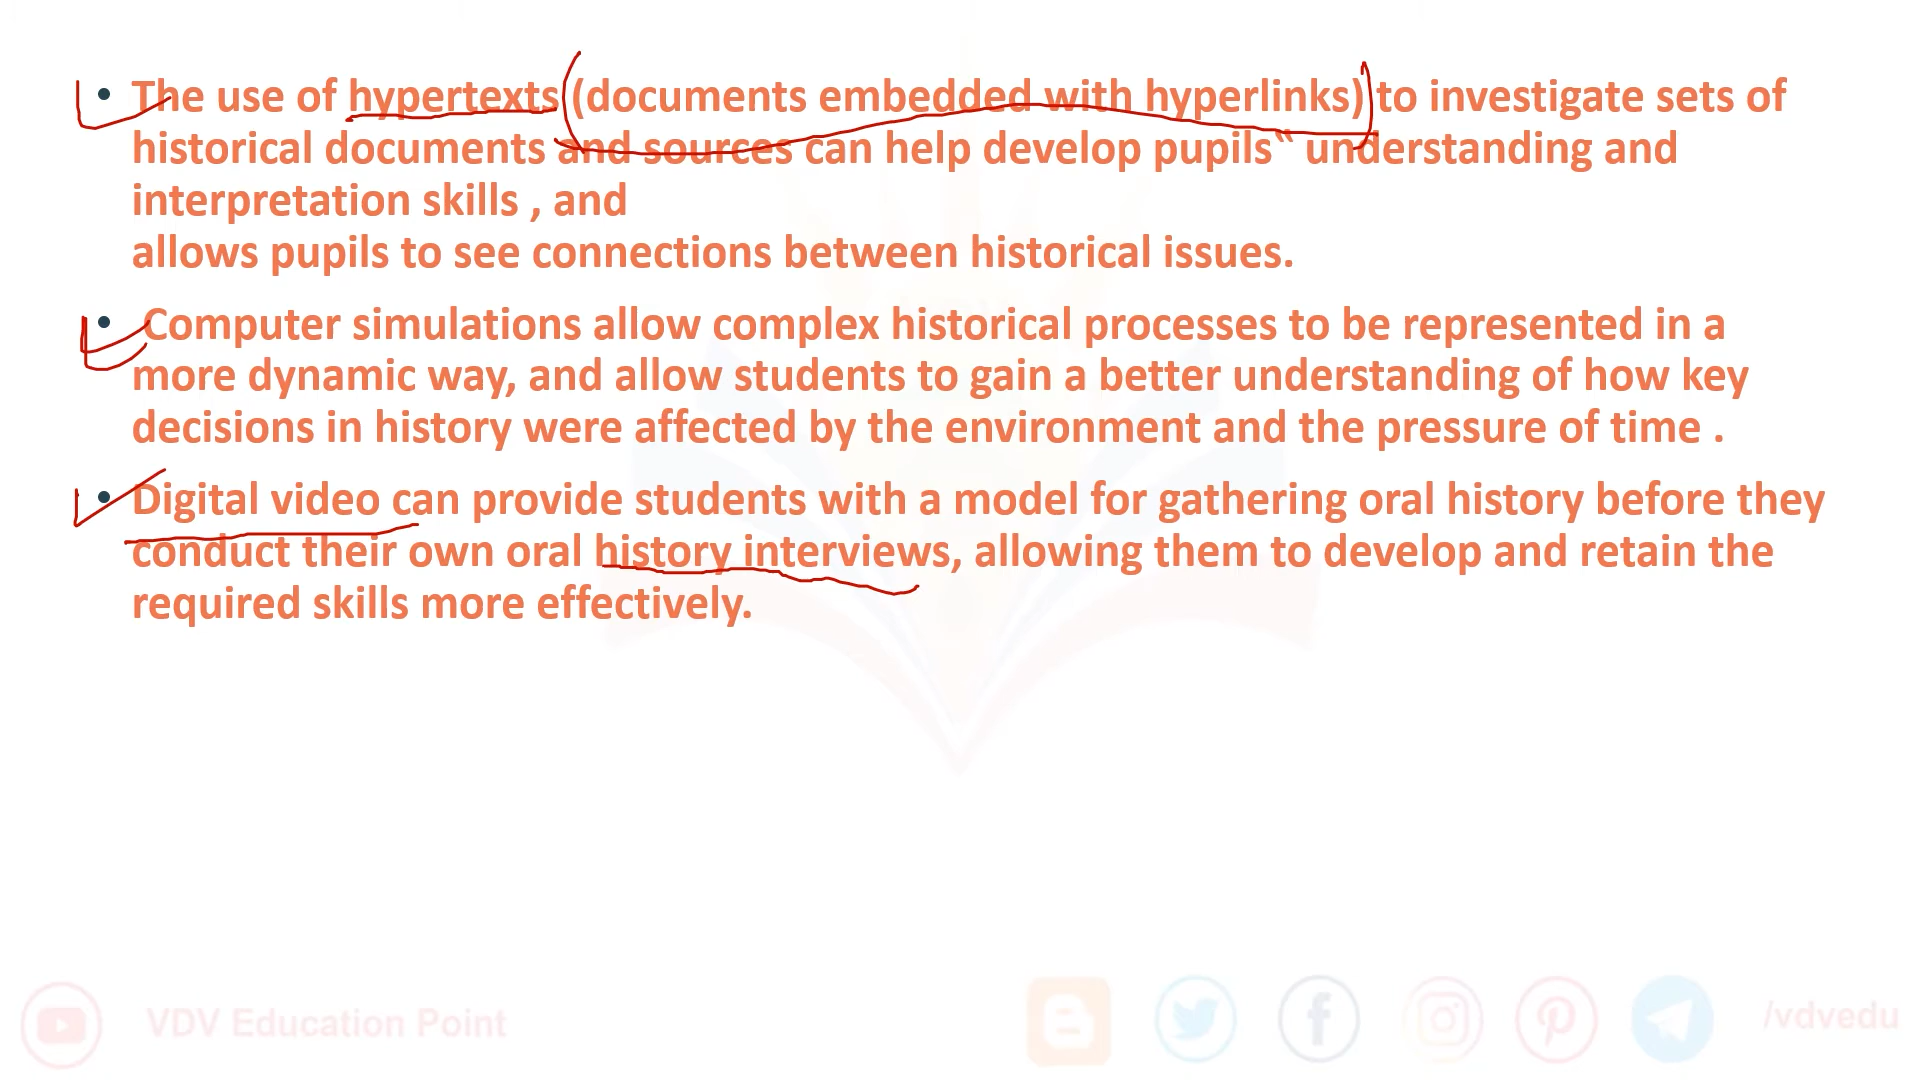 • The use of hypertexts (documents embedded with hyperlinks) to investigate sets of
historical documents and sources can help develop pupils‟ understanding and
interpretation skills , and
allows pupils to see connections between historical issues.
• Computer simulations allow complex historical processes to be represented in a
more dynamic way, and allow students to gain a better understanding of how key
decisions in history were affected by the environment and the pressure of time .
• Digital video can provide students with a model for gathering oral history before they
conduct their own oral history interviews, allowing them to develop and retain the
required skills more effectively.
VDV Education Point
/vdvedu